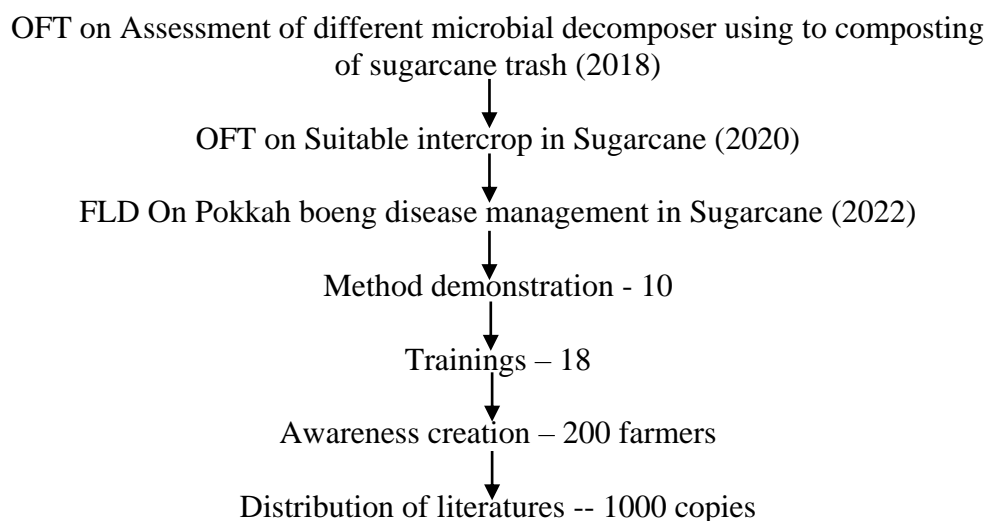 OFT on Assessment of different microbial decomposer using to composting
of sugarcane trash (2018)
OFT on Suitable intercrop in Sugarcane (2020)
FLD On Pokkah boeng disease management in Sugarcane (2022)
Method demonstration - 10
Trainings – 18
Awareness creation – 200 farmers
Distribution of literatures -- 1000 copies